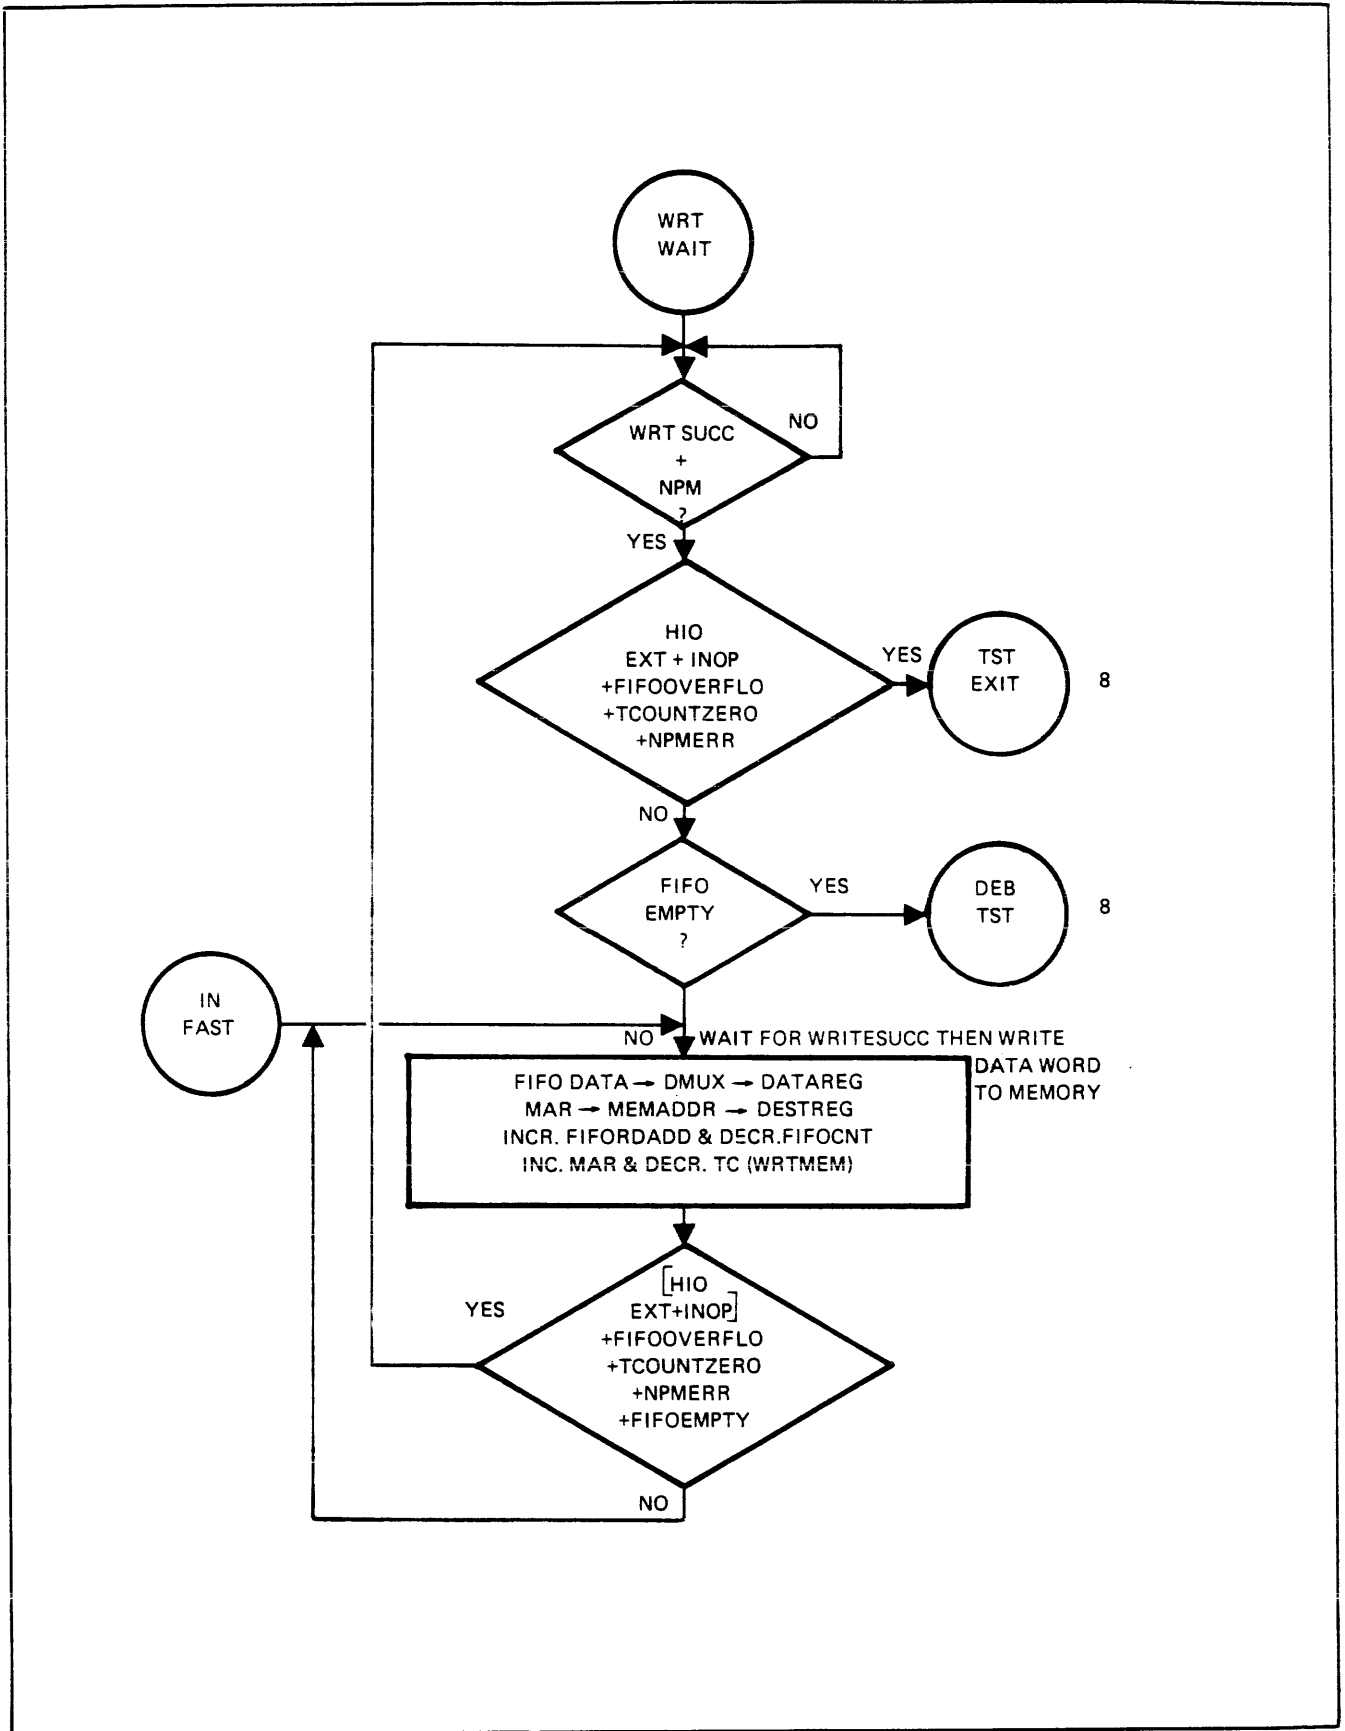 WRT
WAIT
NO
WRT SUCC
+
NPM
?
YES
HIO
EXT + INOP
+FIFOOVERFLO
+TCOUNTZERO
+NPMERR
YES
TST
EXIT
8
NO
FIFO
EMPTY
?
YES
DEB
TST
8
IN
FAST
NO
WAIT FOR WRITESUCC THEN WRITE
DATA WORD
TO MEMORY
FIFO DATA → DMUX → DATAREG
MAR → MEMADDR → DESTREG
INCR. FIFORDADD & DECR.FIFOCNT
INC. MAR & DECR. TC (WRTMEM)
YES
[HIO
EXT+INOP]
+FIFOOVERFLO
+TCOUNTZERO
+NPMERR
+FIFOEMPTY
NO